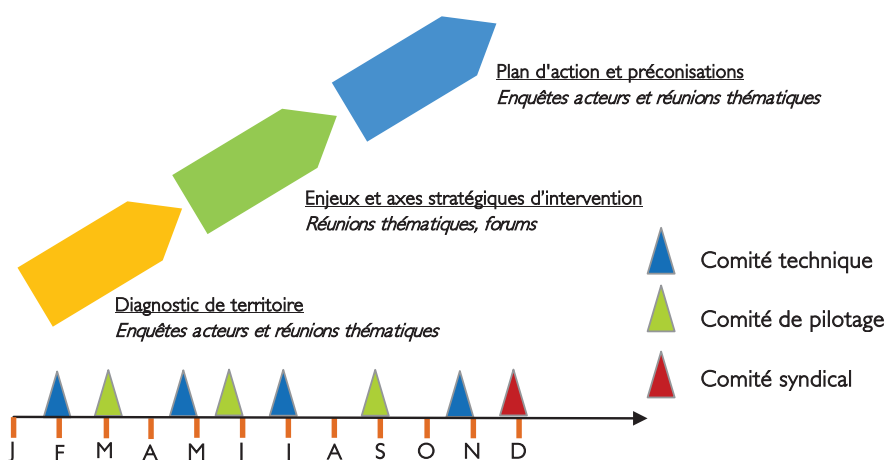 Plan d'action et préconisations
Enquêtes acteurs et réunions thématiques
Enjeux et axes stratégiques d'intervention
Réunions thématiques, forums
Diagnostic de territoire
Enquêtes acteurs et réunions thématiques
Comité technique
Comité de pilotage
Comité syndical
J F M A M J J A S O N D